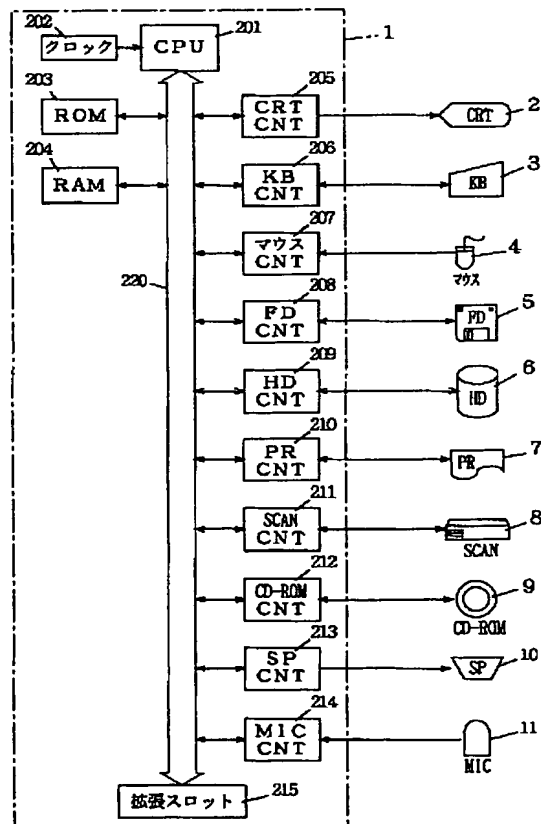 202
クロック
201
CPU
1
203
ROM
204
RAM
205
CRT
CNT
2
CRT
206
KB
CNT
3
KB
207
マウス
CNT
4
マウス
220
208
FD
CNT
5
FD
209
HD
CNT
6
HD
210
PR
CNT
7
PR
211
SCAN
CNT
8
SCAN
212
CD-ROM
CNT
9
CD-ROM
213
SP
CNT
10
SP
214
MIC
CNT
11
MIC
拡張スロット
215